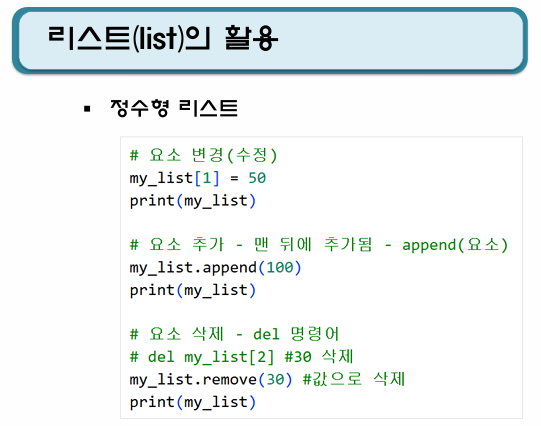 리스트(list)의 활용
▪ 정수형 리스트
# 요소 변경(수정)
my_list[1] = 50
print(my_list)
# 요소 추가 - 맨 뒤에 추가됨 - append(요소)
my_list.append(100)
print(my_list)
# 요소 삭제 - del 명령어
# del my_list[2] #30 삭제
my_list.remove(30) #값으로 삭제
print(my_list)